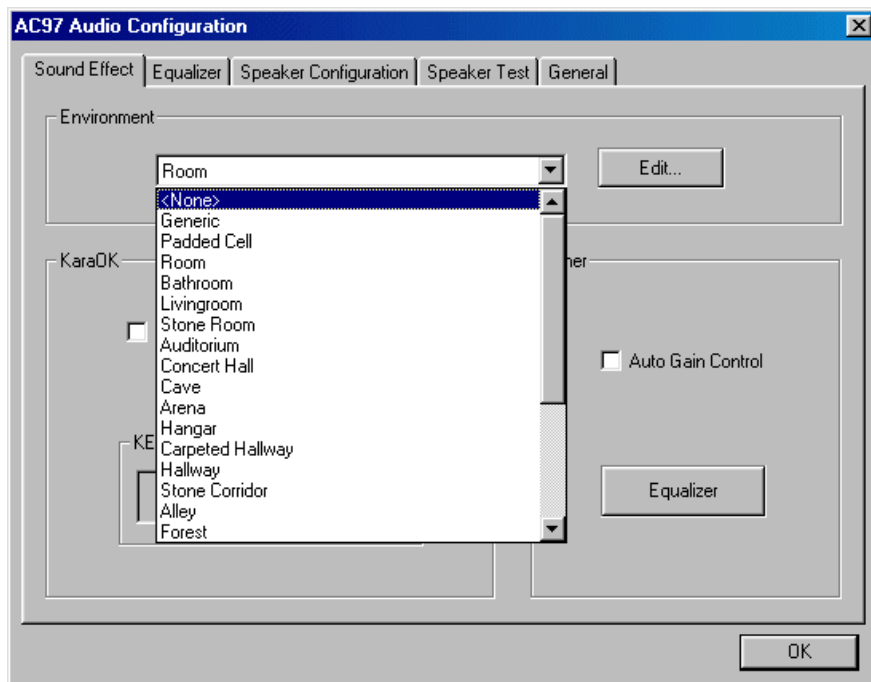 AC97 Audio Configuration
Sound Effect Equalizer Speaker Configuration Speaker Test General
Environment
Room
Edit...
<None>
Generic
Padded Cell
Room
Bathroom
Livingroom
Stone Room
Auditorium
Concert Hall
Cave
Arena
Hangar
Carpeted Hallway
Hallway
Stone Corridor
Alley
Forest
KaraOK
KE
Auto Gain Control
Equalizer
OK